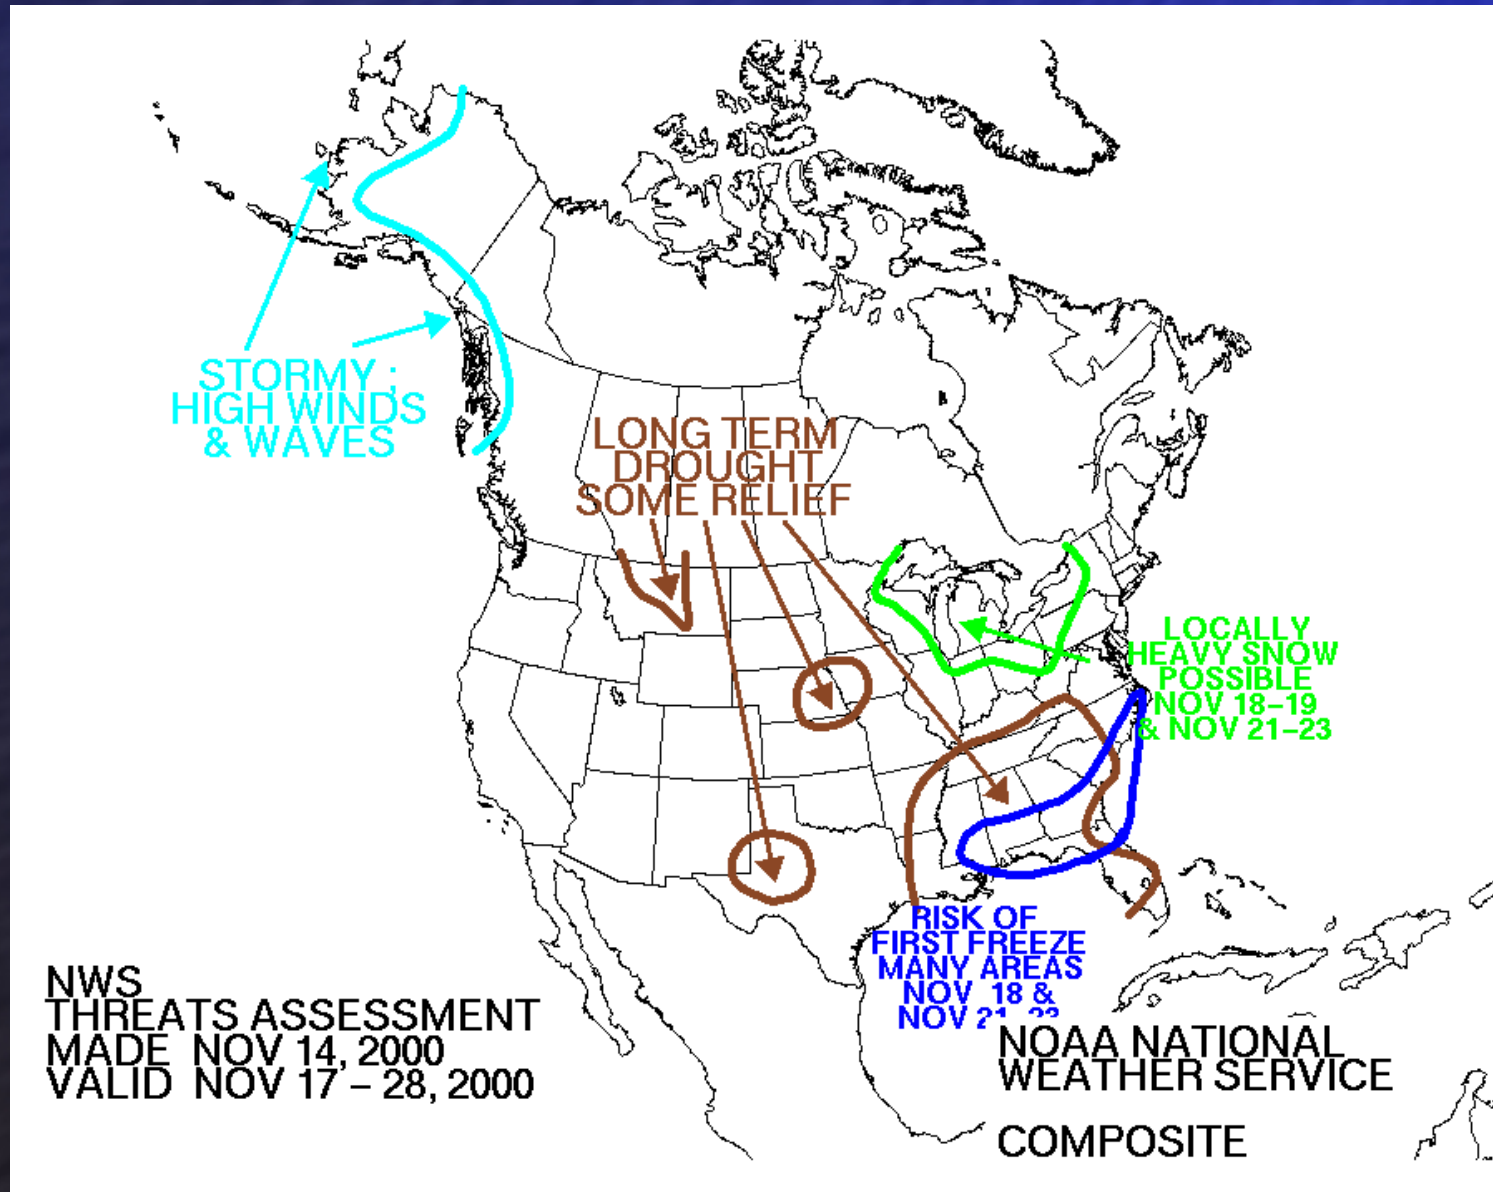 STORMY :
HIGH WINDS
& WAVES
LONG TERM
DROUGHT
SOME RELIEF
LOCALLY
HEAVY SNOW
POSSIBLE
NOV 18-19
& NOV 21-23
RISK OF
FIRST FREEZE
MANY AREAS
NOV 18 &
NOV
NWS
THREATS ASSESSMENT
MADE NOV 14, 2000
VALID NOV 17 - 28, 2000
NOAA NATIONAL
WEATHER SERVICE
COMPOSITE